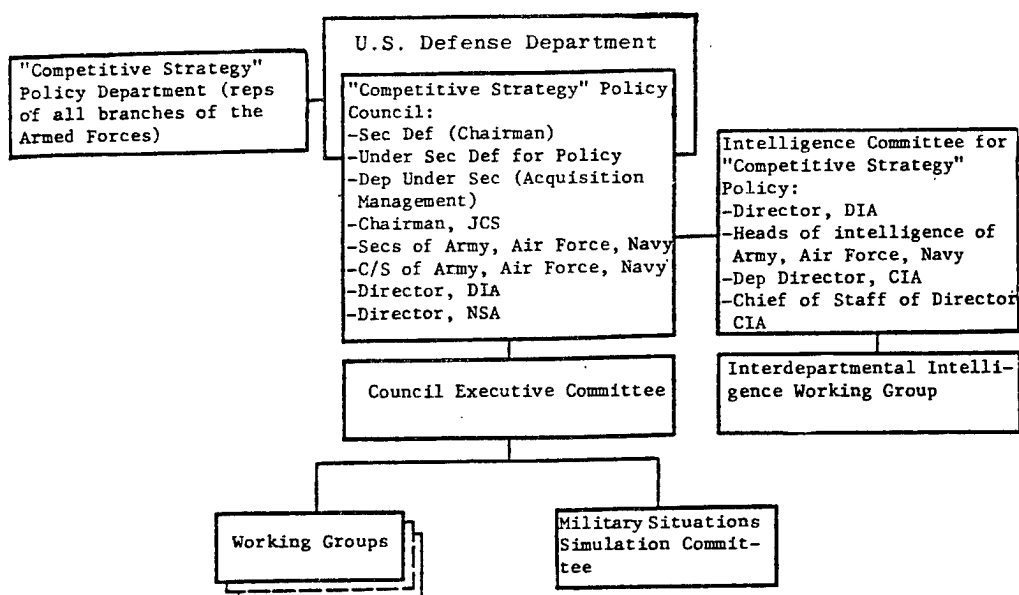 U.S. Defense Department
"Competitive Strategy"
Policy Department (reps
of all branches of the
Armed Forces)
"Competitive Strategy" Policy
Council:
-Sec Def (Chairman)
-Under Sec Def for Policy
-Dep Under Sec (Acquisition
Management)
-Chairman, JCS
-Secs of Army, Air Force, Navy
-C/S of Army, Air Force, Navy
-Director, DIA
-Director, NSA
Intelligence Committee for
"Competitive Strategy"
Policy:
-Director, DIA
-Heads of intelligence of
Army, Air Force, Navy
-Dep Director, CIA
-Chief of Staff of Director
CIA
Council Executive Committee
Interdepartmental Intelli-
gence Working Group
Working Groups
Military Situations
Simulation Commit-
tee